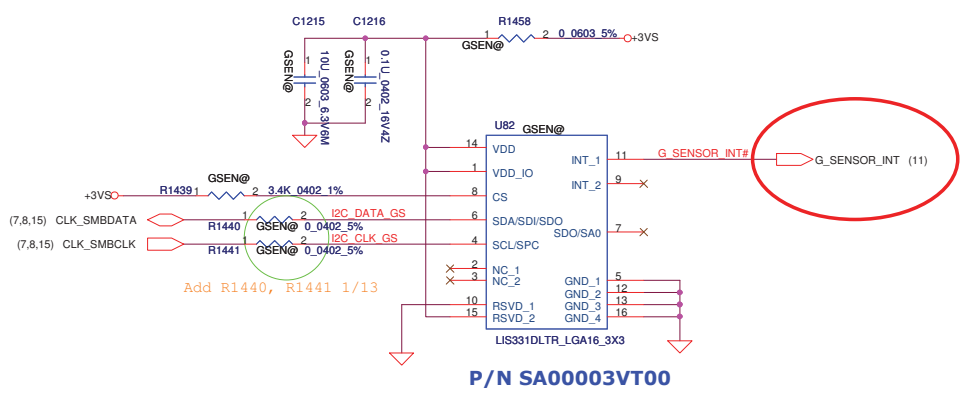 C1215
C1216
R1458
1
2
0_0603_5%
+3VS
GSEN@
GSEN@
1
2
10U_0603_6.3V6M
GSEN@
1
2
0.1U_0402_16V4Z
U82
GSEN@
14
VDD
1
VDD_IO
INT_1
11
G_SENSOR_INT#
G_SENSOR_INT (11)
INT_2
9
GSEN@
+3VS
R1439
1
2
3.4K_0402_1%
8
CS
(7,8,15)
CLK_SMBDATA
1
2
I2C_DATA_GS
6
SDA/SDI/SDO
R1440
GSEN@
0_0402_5%
SDO/SA0
7
(7,8,15)
CLK_SMBCLK
1
2
I2C_CLK_GS
4
SCL/SPC
R1441
GSEN@
0_0402_5%
2
NC_1
3
NC_2
GND_1
5
GND_2
12
Add R1440, R1441 1/13
10
RSVD_1
GND_3
13
15
RSVD_2
GND_4
16
LIS331DLTR_LGA16_3X3
P/N SA00003VT00